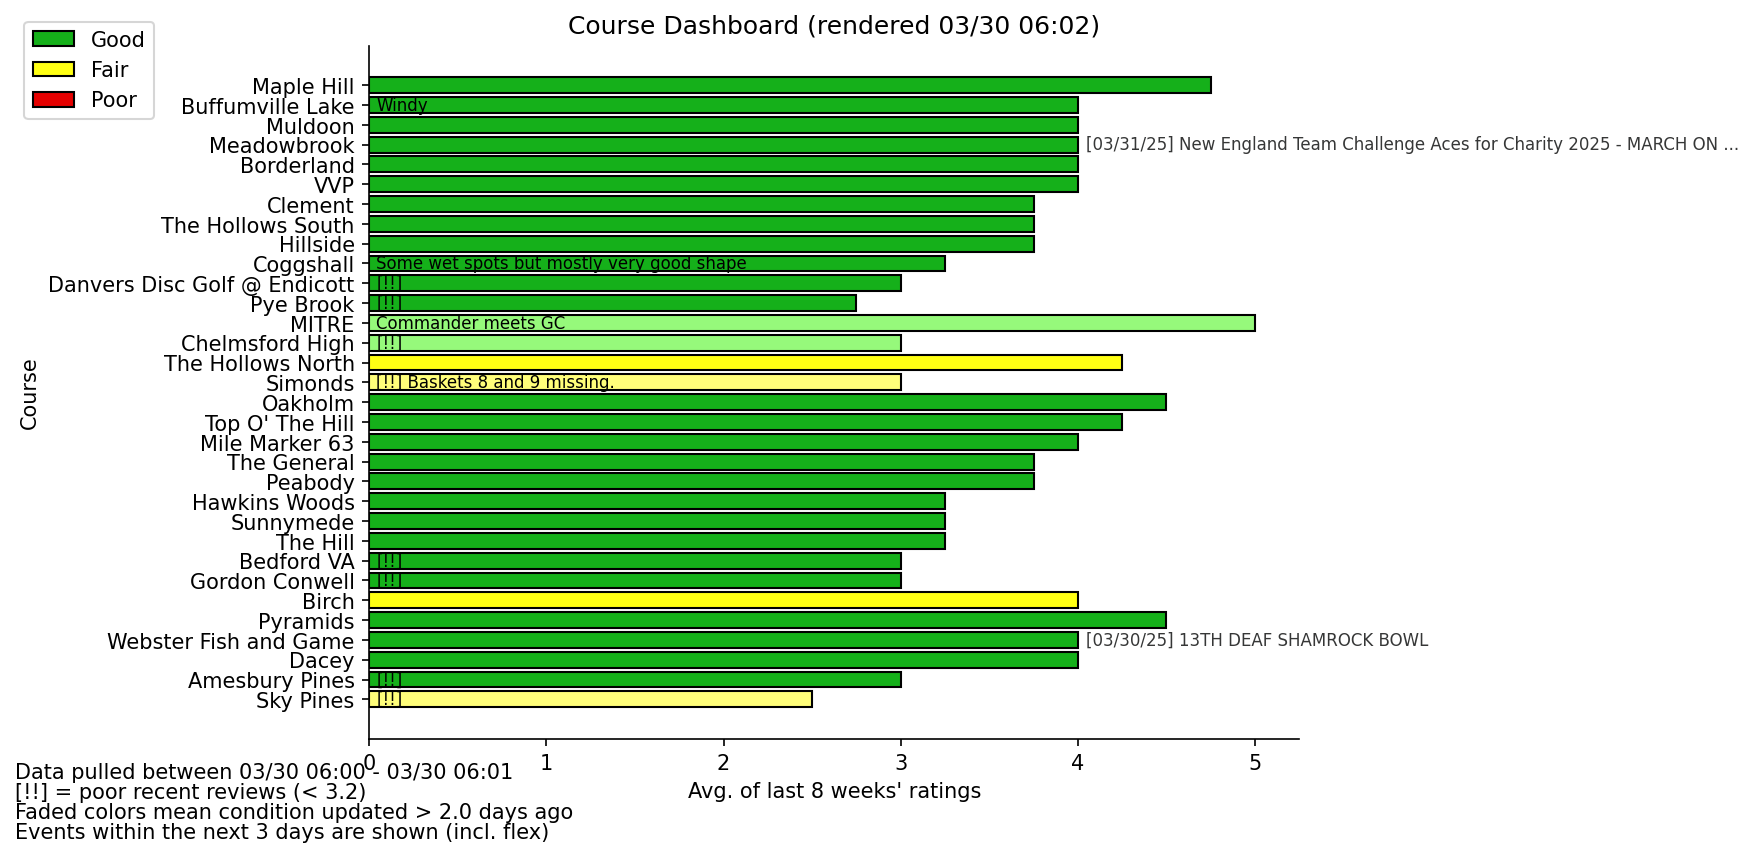 Course Dashboard (rendered 03/30 06:02)
Good
Fair
Poor
Maple Hill
Buffumville Lake Windy
Muldoon
Meadowbrook [03/31/25] New England Team Challenge Aces for Charity 2025 - MARCH ON ...
Borderland
VVP
Clement
The Hollows South
Hillside
Coggshall Some wet spots but mostly very good shape
Danvers Disc Golf @ Endicott [!!]
Pye Brook [!!]
MITRE Commander meets GC
Chelmsford High [!!]
The Hollows North
Simonds [!!] Baskets 8 and 9 missing.
Oakholm
Top O' The Hill
Mile Marker 63
The General
Peabody
Hawkins Woods
Sunnymede
The Hill
Bedford VA [!!]
Gordon Conwell [!!]
Birch
Pyramids
Webster Fish and Game [03/30/25] 13TH DEAF SHAMROCK BOWL
Dacey
Amesbury Pines [!!]
Sky Pines [!!]
Course
0 1 2 3 4 5
Avg. of last 8 weeks' ratings
Data pulled between 03/30 06:00 - 03/30 06:01
[!!] = poor recent reviews (< 3.2)
Faded colors mean condition updated > 2.0 days ago
Events within the next 3 days are shown (incl. flex)